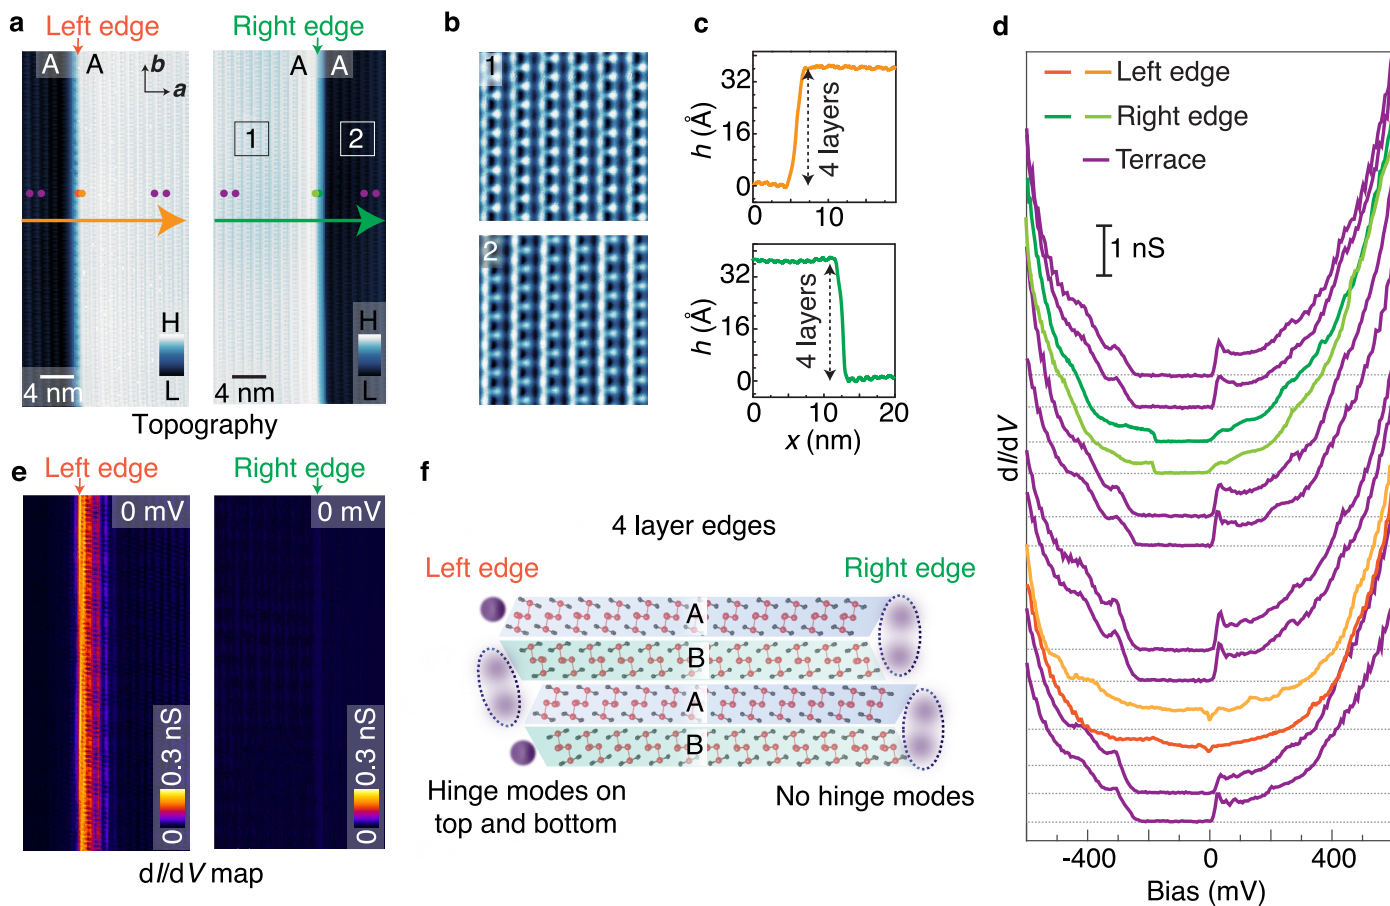 a
Left edge
Right edge
A A
b
a
A A
1
2
H
L
4 nm
H
L
4 nm
Topography
b
1
2
c
h (Å)
32
16
0
4 layers
0
10
h (Å)
32
16
0
4 layers
0
10
20
x (nm)
d
Left edge
Right edge
Terrace
1 nS
dI/dV
-400
0
400
Bias (mV)
e
Left edge
Right edge
0 mV
0 mV
0 0.3 nS
0 0.3 nS
dI/dV map
f
4 layer edges
Left edge
Right edge
A
B
A
B
Hinge modes on
top and bottom
No hinge modes